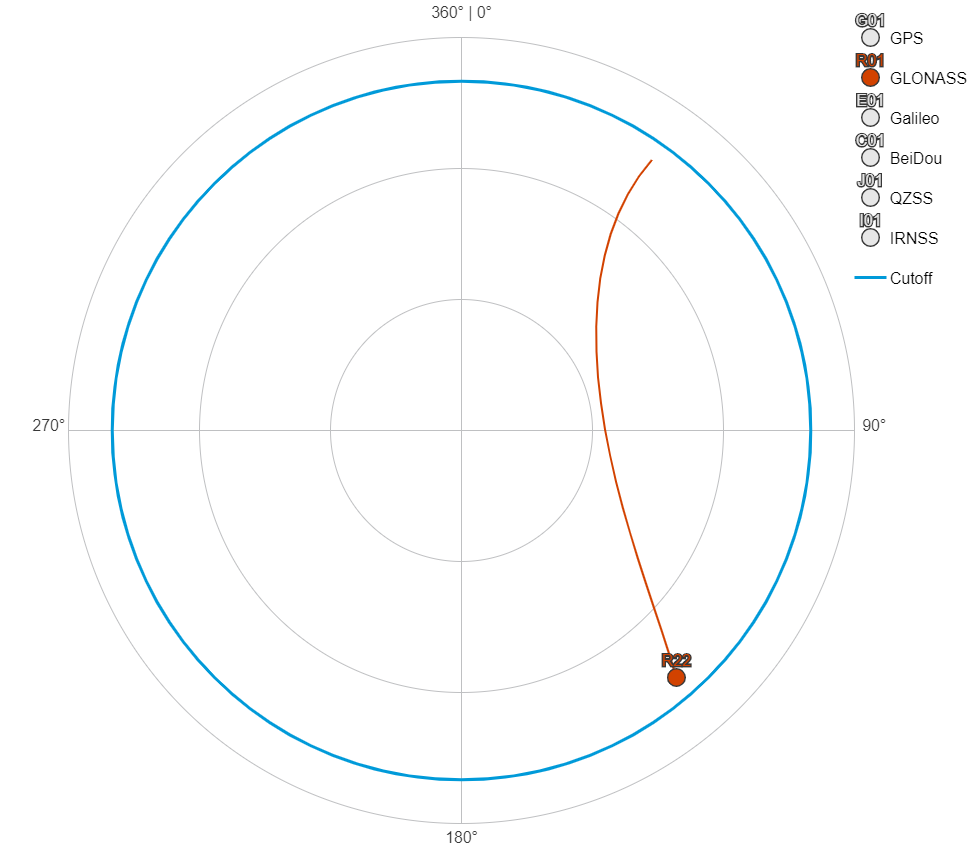 360° | 0°
G01
GPS
R01
GLONASS
E01
Galileo
C01
BeiDou
J01
QZSS
I01
IRNSS
Cutoff
270°
90°
R22
180°